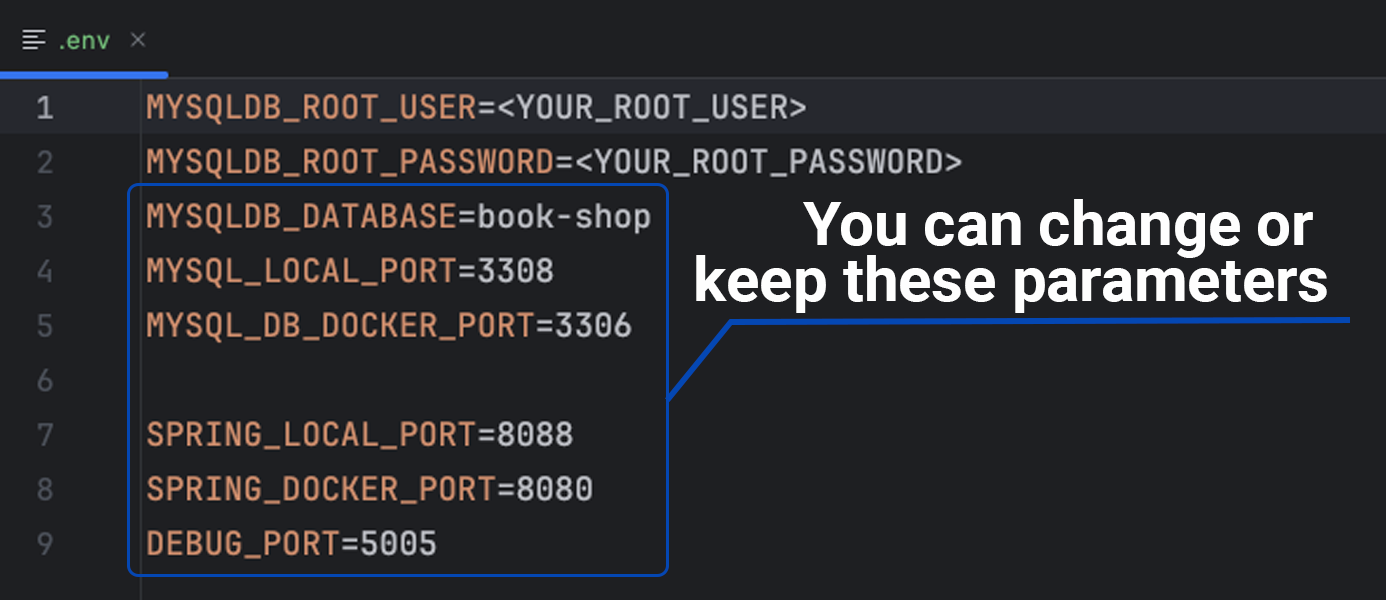 .env
1 MYSQLDB_ROOT_USER=<YOUR_ROOT_USER>
2 MYSQLDB_ROOT_PASSWORD=<YOUR_ROOT_PASSWORD>
3 MYSQLDB_DATABASE=book-shop
4 MYSQL_LOCAL_PORT=3308
5 MYSQL_DB_DOCKER_PORT=3306
6
7 SPRING_LOCAL_PORT=8088
8 SPRING_DOCKER_PORT=8080
9 DEBUG_PORT=5005
You can change or
keep these parameters